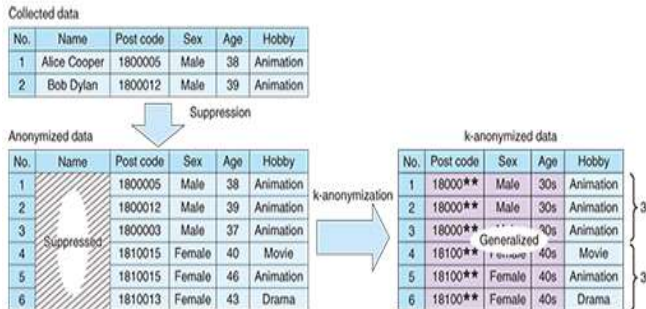 Collected data
No. Name Post code Sex Age Hobby
1 Alice Cooper 1800005 Male 38 Animation
2 Bob Dylan 1800012 Male 39 Animation
Suppression
Anonymized data
No. Name Post code Sex Age Hobby
1 1800005 Male 38 Animation
2 1800012 Male 39 Animation
3 1800003 Male 37 Animation
4 1810015 Female 40 Movie
5 1810015 Female 46 Animation
6 1810013 Female 43 Drama
Suppressed
k-anonymization
k-anonymized data
No. Post code Sex Age Hobby
1 18000** Male 30s Animation
2 18000** Male 30s Animation
3 18000** Male 30s Animation
4 18100** Female 40s Movie
5 18100** Female 40s Animation
6 18100** Female 40s Drama
Generalized
3
3